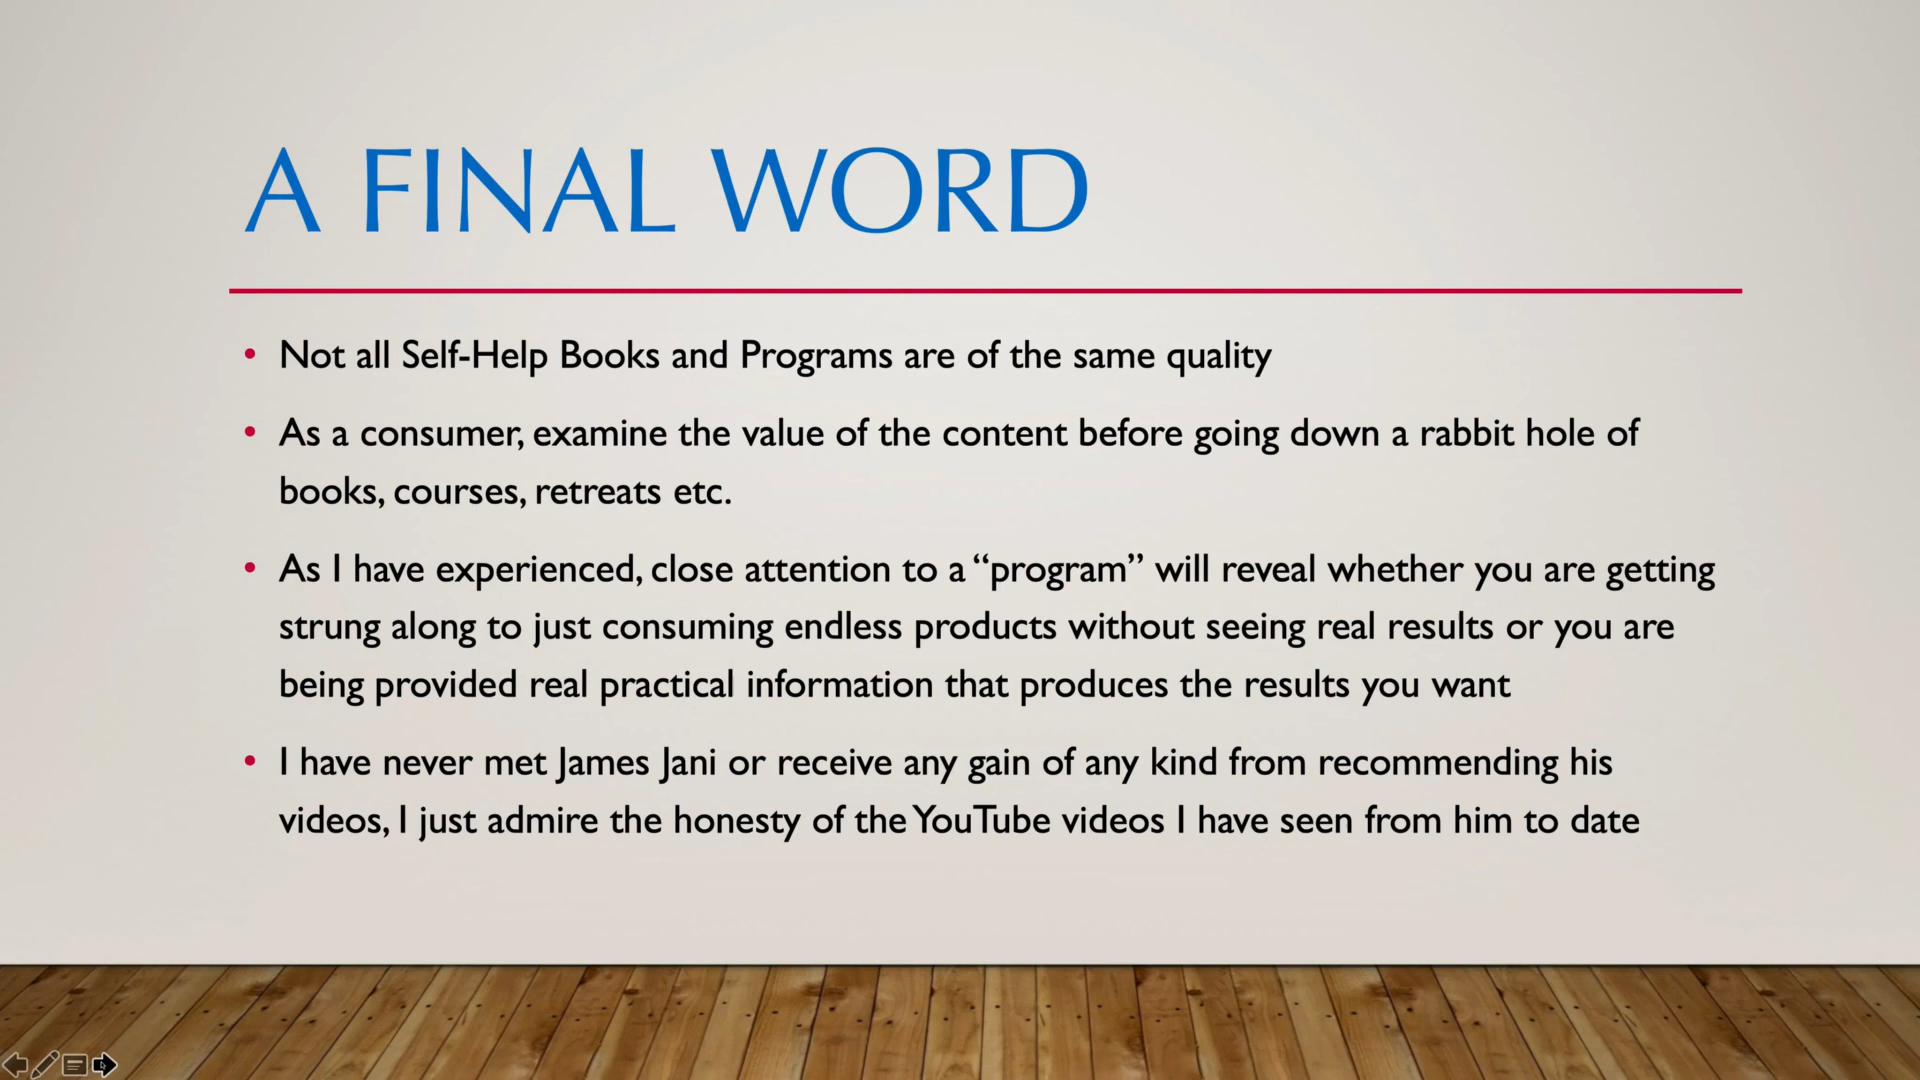 A FINAL WORD
• Not all Self-Help Books and Programs are of the same quality
• As a consumer, examine the value of the content before going down a rabbit hole of
books, courses, retreats etc.
• As I have experienced, close attention to a “program” will reveal whether you are getting
strung along to just consuming endless products without seeing real results or you are
being provided real practical information that produces the results you want
• I have never met James Jani or receive any gain of any kind from recommending his
videos, I just admire the honesty of the YouTube videos I have seen from him to date